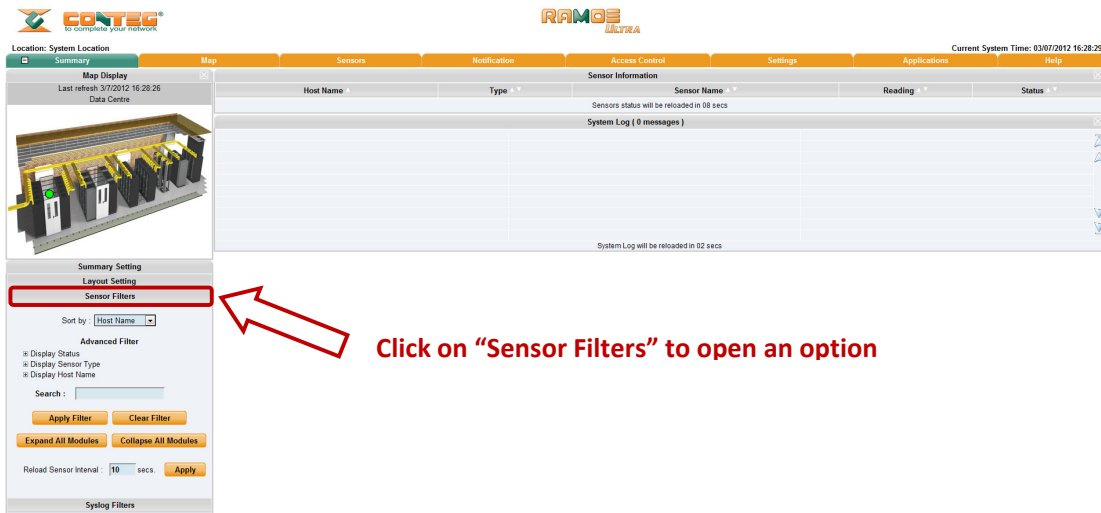 CONTEG®
to complete your network
RAMOS
ULTRA
Location: System Location
Current System Time: 03/07/2012 16:28:29
Summary Map Sensors Notification Access Control Settings Applications Help
Map Display
Last refresh 3/7/2012 16:28:26
Data Centre
Sensor Information
Host Name Type Sensor Name Reading Status
Sensors status will be reloaded in 08 secs
System Log ( 0 messages )
System Log will be reloaded in 02 secs
Summary Setting
Layout Setting
Sensor Filters
Sort by : Host Name
Advanced Filter
Display Status
Display Sensor Type
Display Host Name
Search :
Apply Filter Clear Filter
Expand All Modules Collapse All Modules
Reload Sensor Interval : 10 secs. Apply
Syslog Filters
Click on “Sensor Filters” to open an option